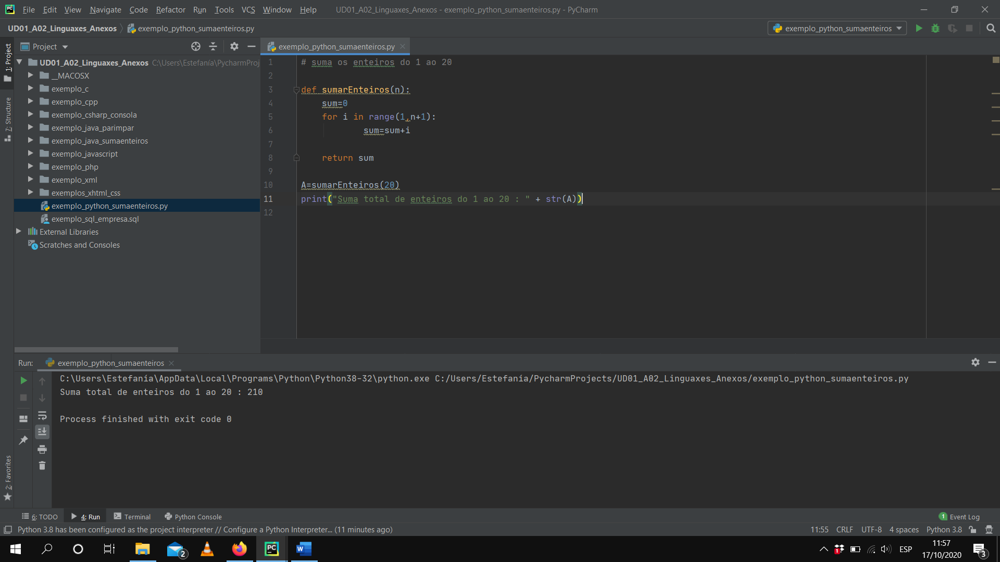 PC File Edit View Navigate Code Refactor Run Tools VCS Window Help UD01_A02_Linguaxes_Anexos - exemplo_python_sumaenteiros.py - PyCharm
UD01_A02_Linguaxes_Anexos exemplo_python_sumaenteiros.py exemplo_python_sumaenteiros
1: Project
7: Structure
2: Favorites
Project
UD01_A02_Linguaxes_Anexos C:\Users\Estefanía\PycharmProj
__MACOSX
exemplo_c
exemplo_cpp
exemplo_csharp_consola
exemplo_java_parimpar
exemplo_java_sumaenteiros
exemplo_javascript
exemplo_php
exemplo_xml
exemplos_xhtml_css
exemplo_python_sumaenteiros.py
exemplo_sql_empresa.sql
External Libraries
Scratches and Consoles
exemplo_python_sumaenteiros.py
1 # suma os enteiros do 1 ao 20
2
3 def sumarEnteiros(n):
4 sum=0
5 for i in range(1,n+1):
6 sum=sum+i
7
8 return sum
9
10 A=sumarEnteiros(20)
11 print("Suma total de enteiros do 1 ao 20 : " + str(A))
12
Run: exemplo_python_sumaenteiros
C:\Users\Estefanía\AppData\Local\Programs\Python\Python38-32\python.exe C:/Users/Estefanía/PycharmProjects/UD01_A02_Linguaxes_Anexos/exemplo_python_sumaenteiros.py
Suma total de enteiros do 1 ao 20 : 210
Process finished with exit code 0
6: TODO 4: Run Terminal Python Console 1 Event Log
Python 3.8 has been configured as the project interpreter // Configure a Python Interpreter... (11 minutes ago) 11:55 CRLF UTF-8 4 spaces Python 3.8
2 PC W 1 ESP 11:57
17/10/2020 3